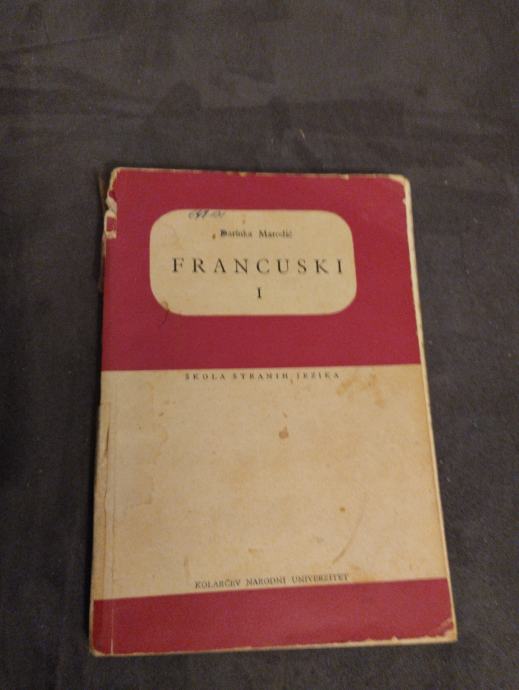 Darinka Marodić
FRANCUSKI
I
ŠKOLA STRANIH JEZIKA
KOLARČEV NARODNI UNIVERZITET